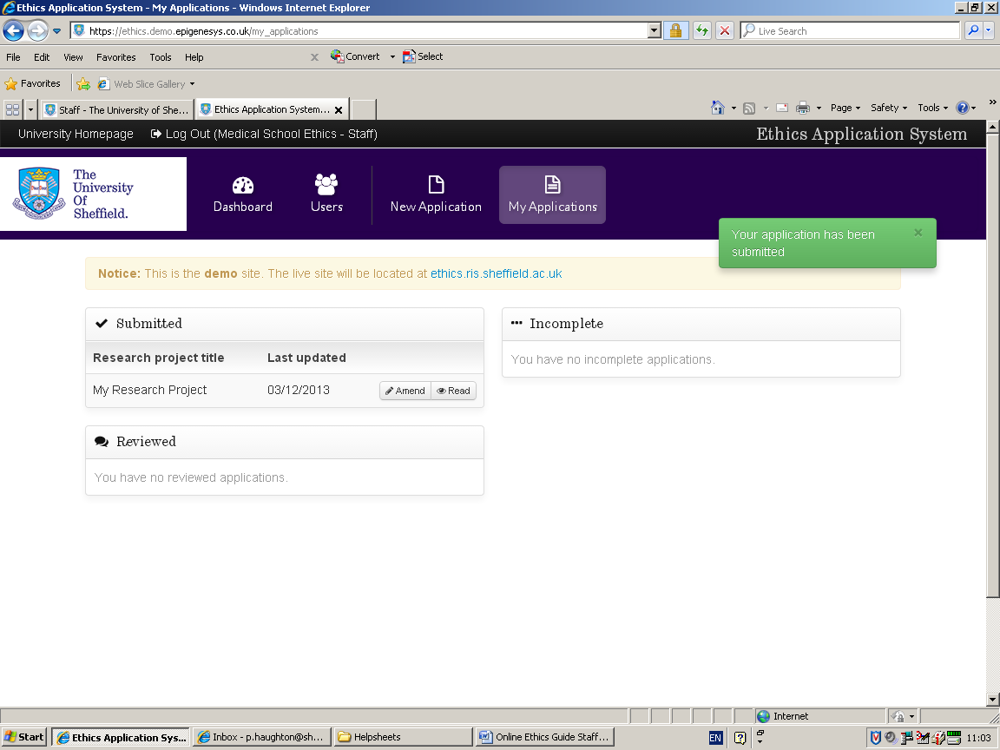 Ethics Application System - My Applications - Windows Internet Explorer
https://ethics.demo.epigenesys.co.uk/my_applications
Live Search
File Edit View Favorites Tools Help
x Convert Select
Favorites Web Slice Gallery
Staff - The University of She... Ethics Application System...
Page Safety Tools
University Homepage Log Out (Medical School Ethics - Staff) Ethics Application System
The
University
Of
Sheffield.
Dashboard Users New Application My Applications
Your application has been
submitted
×
Notice: This is the demo site. The live site will be located at ethics.ris.sheffield.ac.uk
Submitted
Research project title Last updated
My Research Project 03/12/2013 Amend Read
Reviewed
You have no reviewed applications.
Incomplete
You have no incomplete applications.
Internet
Start Ethics Application Sys... Inbox - p.haughton@sh... Helpsheets Online Ethics Guide Staff... EN 11:03